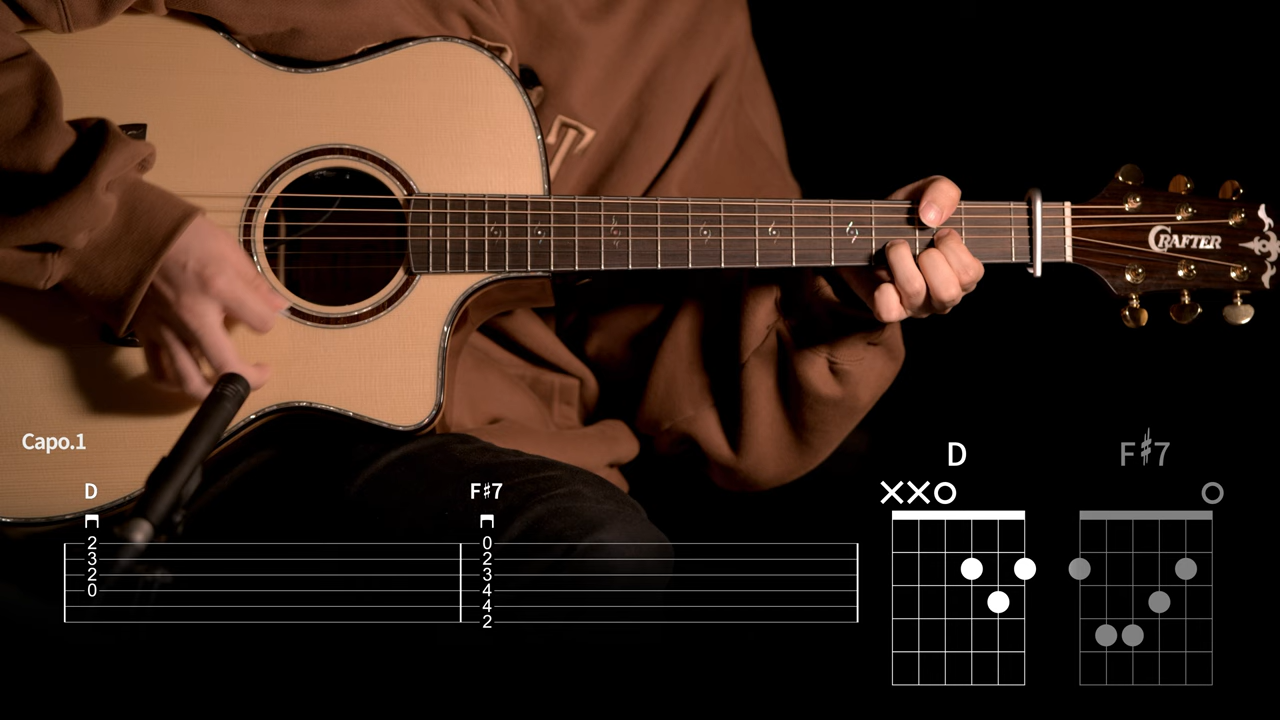 T
CRAFTER
Capo.1
D F♯7
2 0
3 2
2 3
0 4
4
2
D F♯7
××○ ○